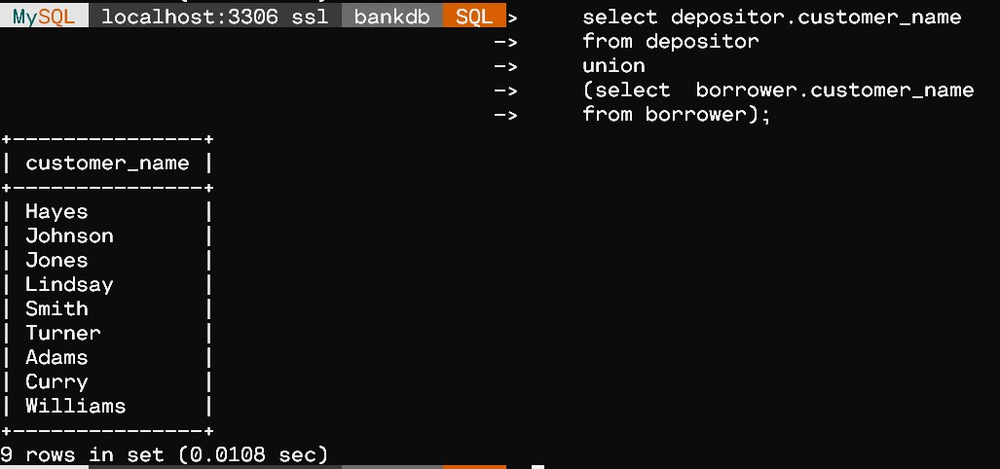 MySQL localhost:3306 ssl bankdb SQL > select depositor.customer_name
-> from depositor
-> union
-> (select  borrower.customer_name
-> from borrower);
+---------------+
| customer_name |
+---------------+
| Hayes         |
| Johnson       |
| Jones         |
| Lindsay       |
| Smith         |
| Turner        |
| Adams         |
| Curry         |
| Williams      |
+---------------+
9 rows in set (0.0108 sec)